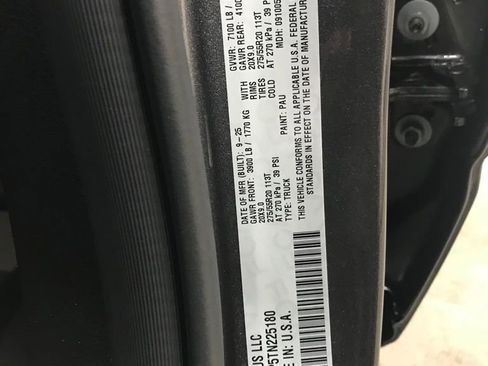 US LLC
5TN225180
IN U.S.A.
DATE OF MFR (BUILT): 9-25
GVWR: 7100 LB /
GAWR FRONT: 3900 LB / 1770 KG WITH GAWR REAR: 4100
20X9.0 RIMS 20X9.0
275/55R20 113T TIRES 275/55R20 113T
AT 270 kPa / 39 PSI COLD AT 270 kPa / 39 PSI
TYPE: TRUCK PAINT: PAU MDH: 091005
THIS VEHICLE CONFORMS TO ALL APPLICABLE U.S.A. FEDERAL
STANDARDS IN EFFECT ON THE DATE OF MANUFACTUR